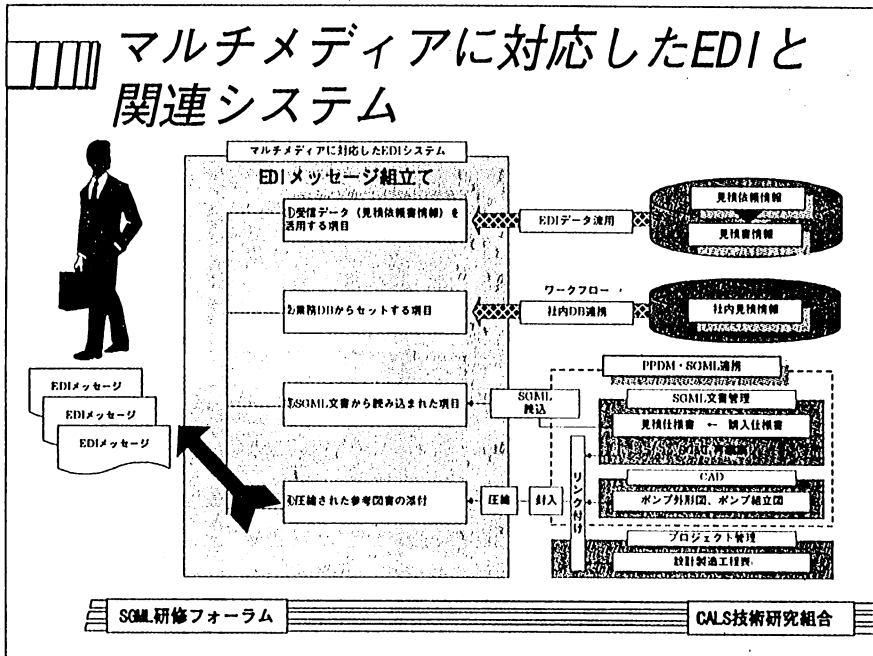 マルチメディアに対応したEDIと
関連システム
マルチメディアに対応したEDIシステム
EDIメッセージ組立て
1)受信データ（見積依頼書情報）を
活用する項目
EDIデータ流用
見積依頼情報
見積書情報
2)業務DBからセットする項目
ワークフロー
社内DB連携
社内見積情報
PPDM・SGML連携
3)SGML文書から読み込まれた項目
SGML
読込
SGML文書管理
見積仕様書 ← 購入仕様書
EDIメッセージ
EDIメッセージ
EDIメッセージ
リンク付け
CAD
4)圧縮された参考図書の添付
圧縮
封入
ポンプ外形図、ポンプ組立図
プロジェクト管理
設計製造工程表
SGML研修フォーラム
CALS技術研究組合